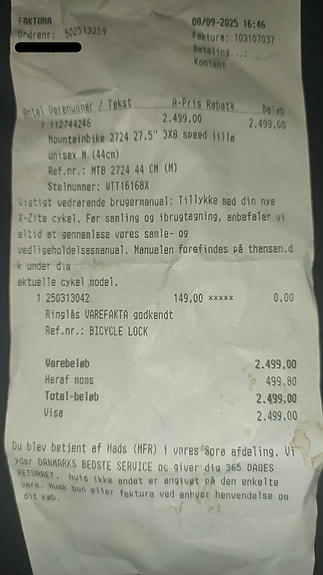 FAKTURA
08/09-2025 16:46
Ordrenr: 502513259
Faktura: 103107037
Betaling...:
Kontant
Antal Varenummer / Tekst A-Pris Rabatk Beløb
1 112744246 2.499,00 2.499,00
Mountainbike 2724 27.5" 3X8 speed lilla
unisex M (44cm)
Ref.nr.: MTB 2724 44 CM (M)
Stelnummer: WTT16168X
Vigtigt vedrørende brugermanual: Tillykke med din nye
X-Zite cykel. Før samling og ibrugtagning, anbefaler vi
altid at gennemlæse vores samle- og
vedligeholdelsesmanual. Manualen forefindes på thansen.d
k under din
aktuelle cykel model.
1 250313042 149,00 ***** 0,00
Ringlås VAREFAKTA godkendt
Ref.nr.: BICYCLE LOCK
Varebeløb 2.499,00
Heraf moms 499,80
Total-beløb 2.499,00
Visa 2.499,00
Du blev betjent af Mads (MFR) i vores Sorø afdeling. Vi
yder DANMARKS BEDSTE SERVICE og giver dig 365 DAGES
RETURRET, hvis ikke andet er angivet på den enkelte
vare. Husk bon eller faktura ved enhver henvendelse om
dit køb.